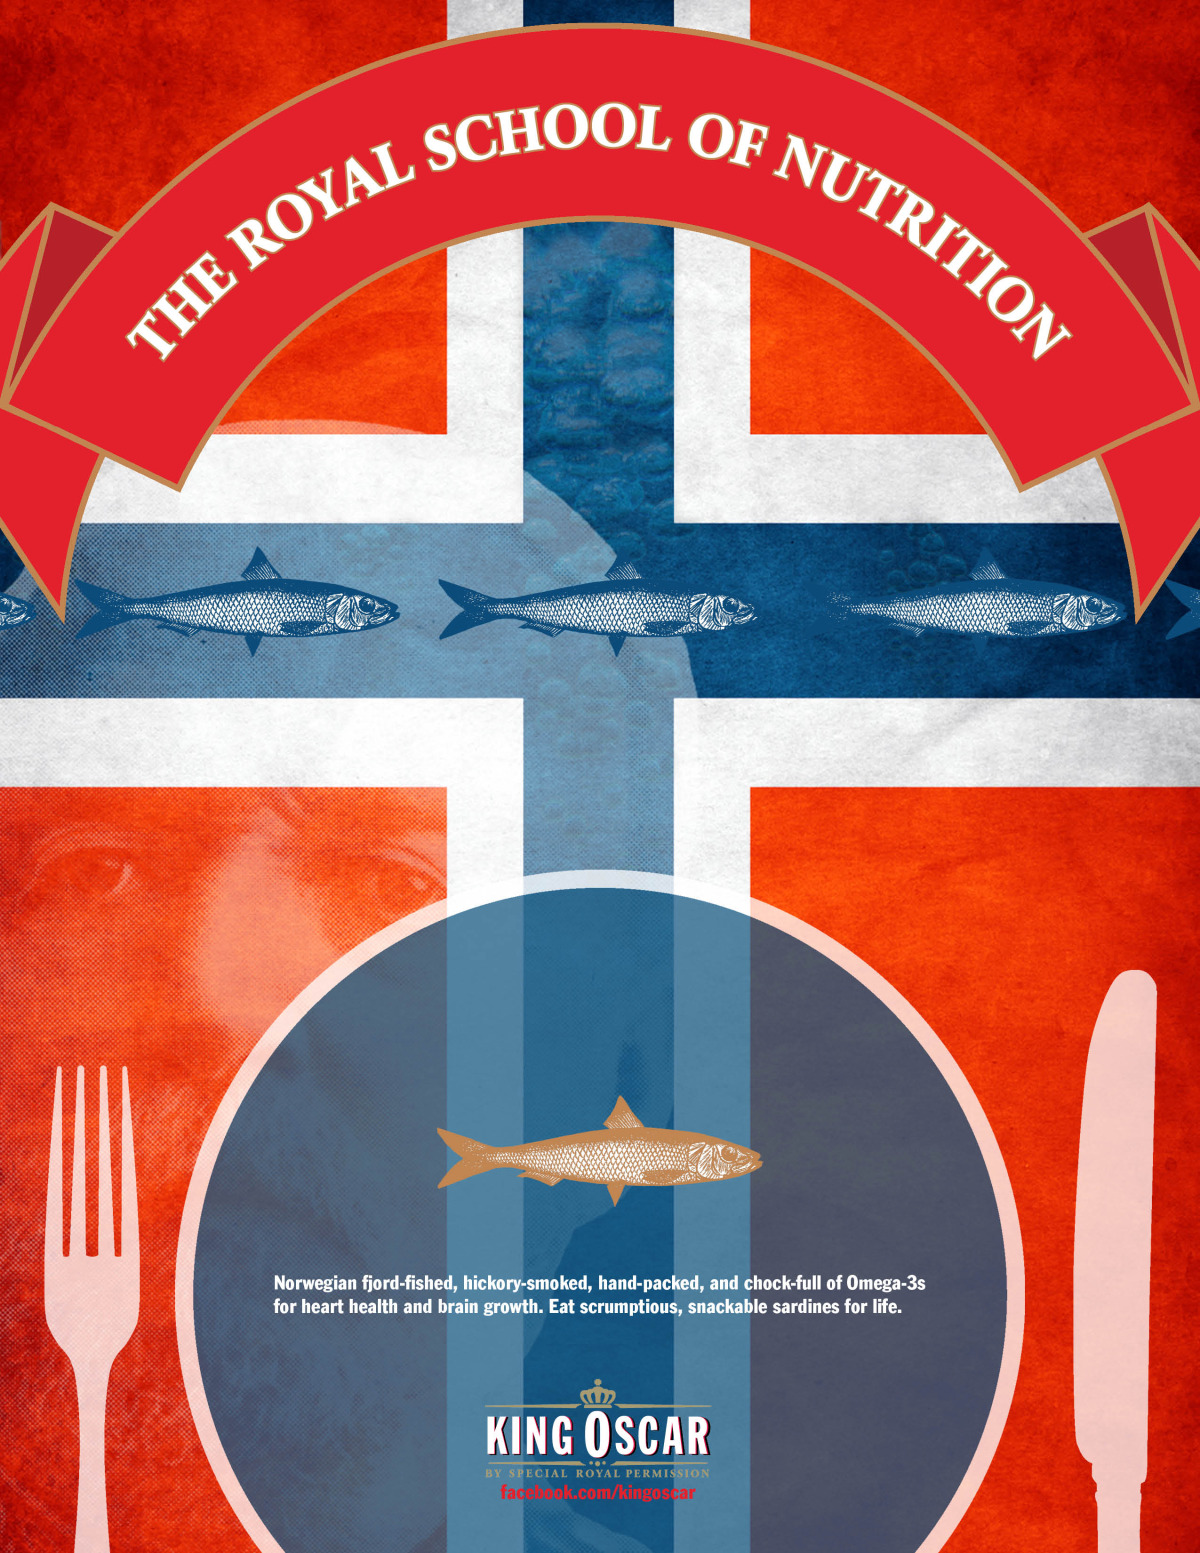 THE ROYAL SCHOOL OF NUTRITION
Norwegian fjord-fished, hickory-smoked, hand-packed, and chock-full of Omega-3s
for heart health and brain growth. Eat scrumptious, snackable sardines for life.
KING OSCAR
BY SPECIAL ROYAL PERMISSION
facebook.com/kingoscar